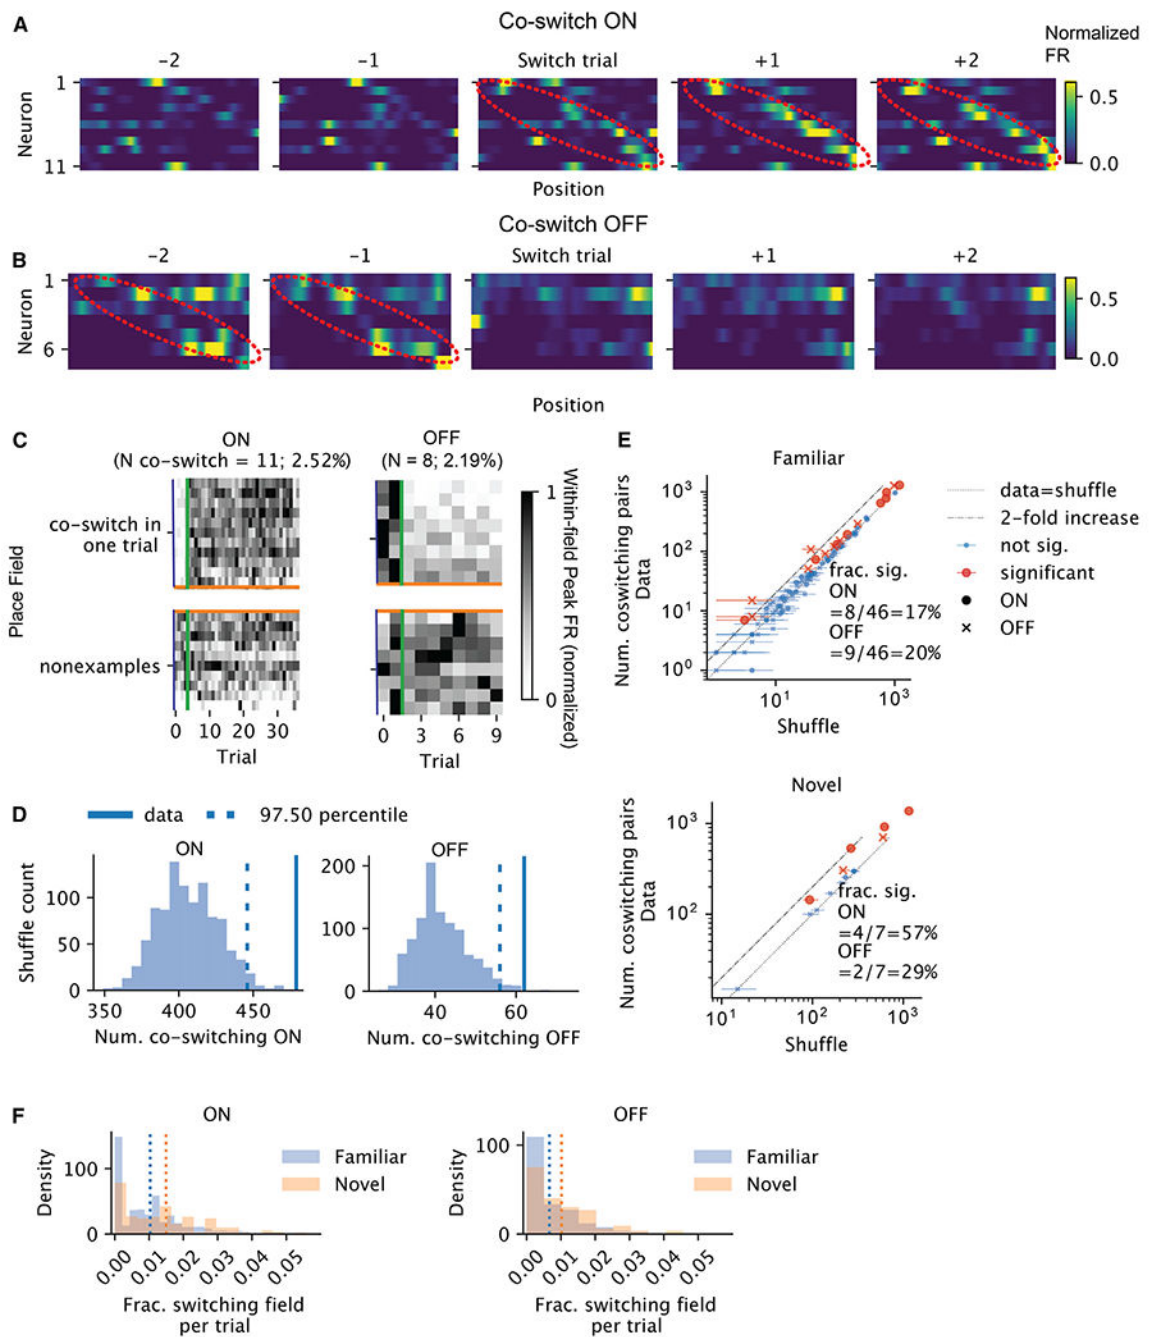 A
Co-switch ON
-2
-1
Switch trial
+1
+2
Normalized
FR
1
Neuron
11
0.5
0.0
Position
B
Co-switch OFF
-2
-1
Switch trial
+1
+2
1
Neuron
6
0.5
0.0
Position
C
ON
(N co-switch = 11; 2.52%)
OFF
(N = 8; 2.19%)
Place Field
co-switch in
one trial
nonexamples
0 10 20 30
Trial
0 3 6 9
Trial
1
0
Within-field Peak FR (normalized)
D
data
97.50 percentile
ON
Shuffle count
100
50
0
350 400 450
Num. co-switching ON
OFF
200
100
0
40 60
Num. co-switching OFF
E
Familiar
Num. coswitching pairs
Data
10³
10²
10¹
10⁰
10¹ 10³
Shuffle
frac. sig.
ON
=8/46=17%
OFF
=9/46=20%
data=shuffle
2-fold increase
not sig.
significant
ON
OFF
Novel
Num. coswitching pairs
Data
10³
10²
10¹ 10² 10³
Shuffle
frac. sig.
ON
=4/7=57%
OFF
=2/7=29%
F
ON
Density
100
0
0.00 0.01 0.02 0.03 0.04 0.05
Frac. switching field
per trial
Familiar
Novel
OFF
Density
100
0
0.00 0.01 0.02 0.03 0.04 0.05
Frac. switching field
per trial
Familiar
Novel